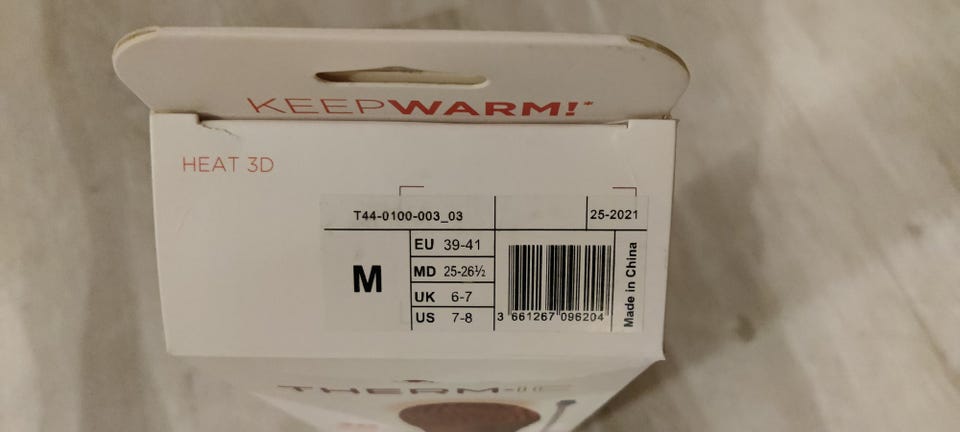 KEEPWARM!*
HEAT 3D
T44-0100-003_03
25-2021
M
EU 39-41
MD 25-26½
UK 6-7
US 7-8
3 661267 096204
Made in China